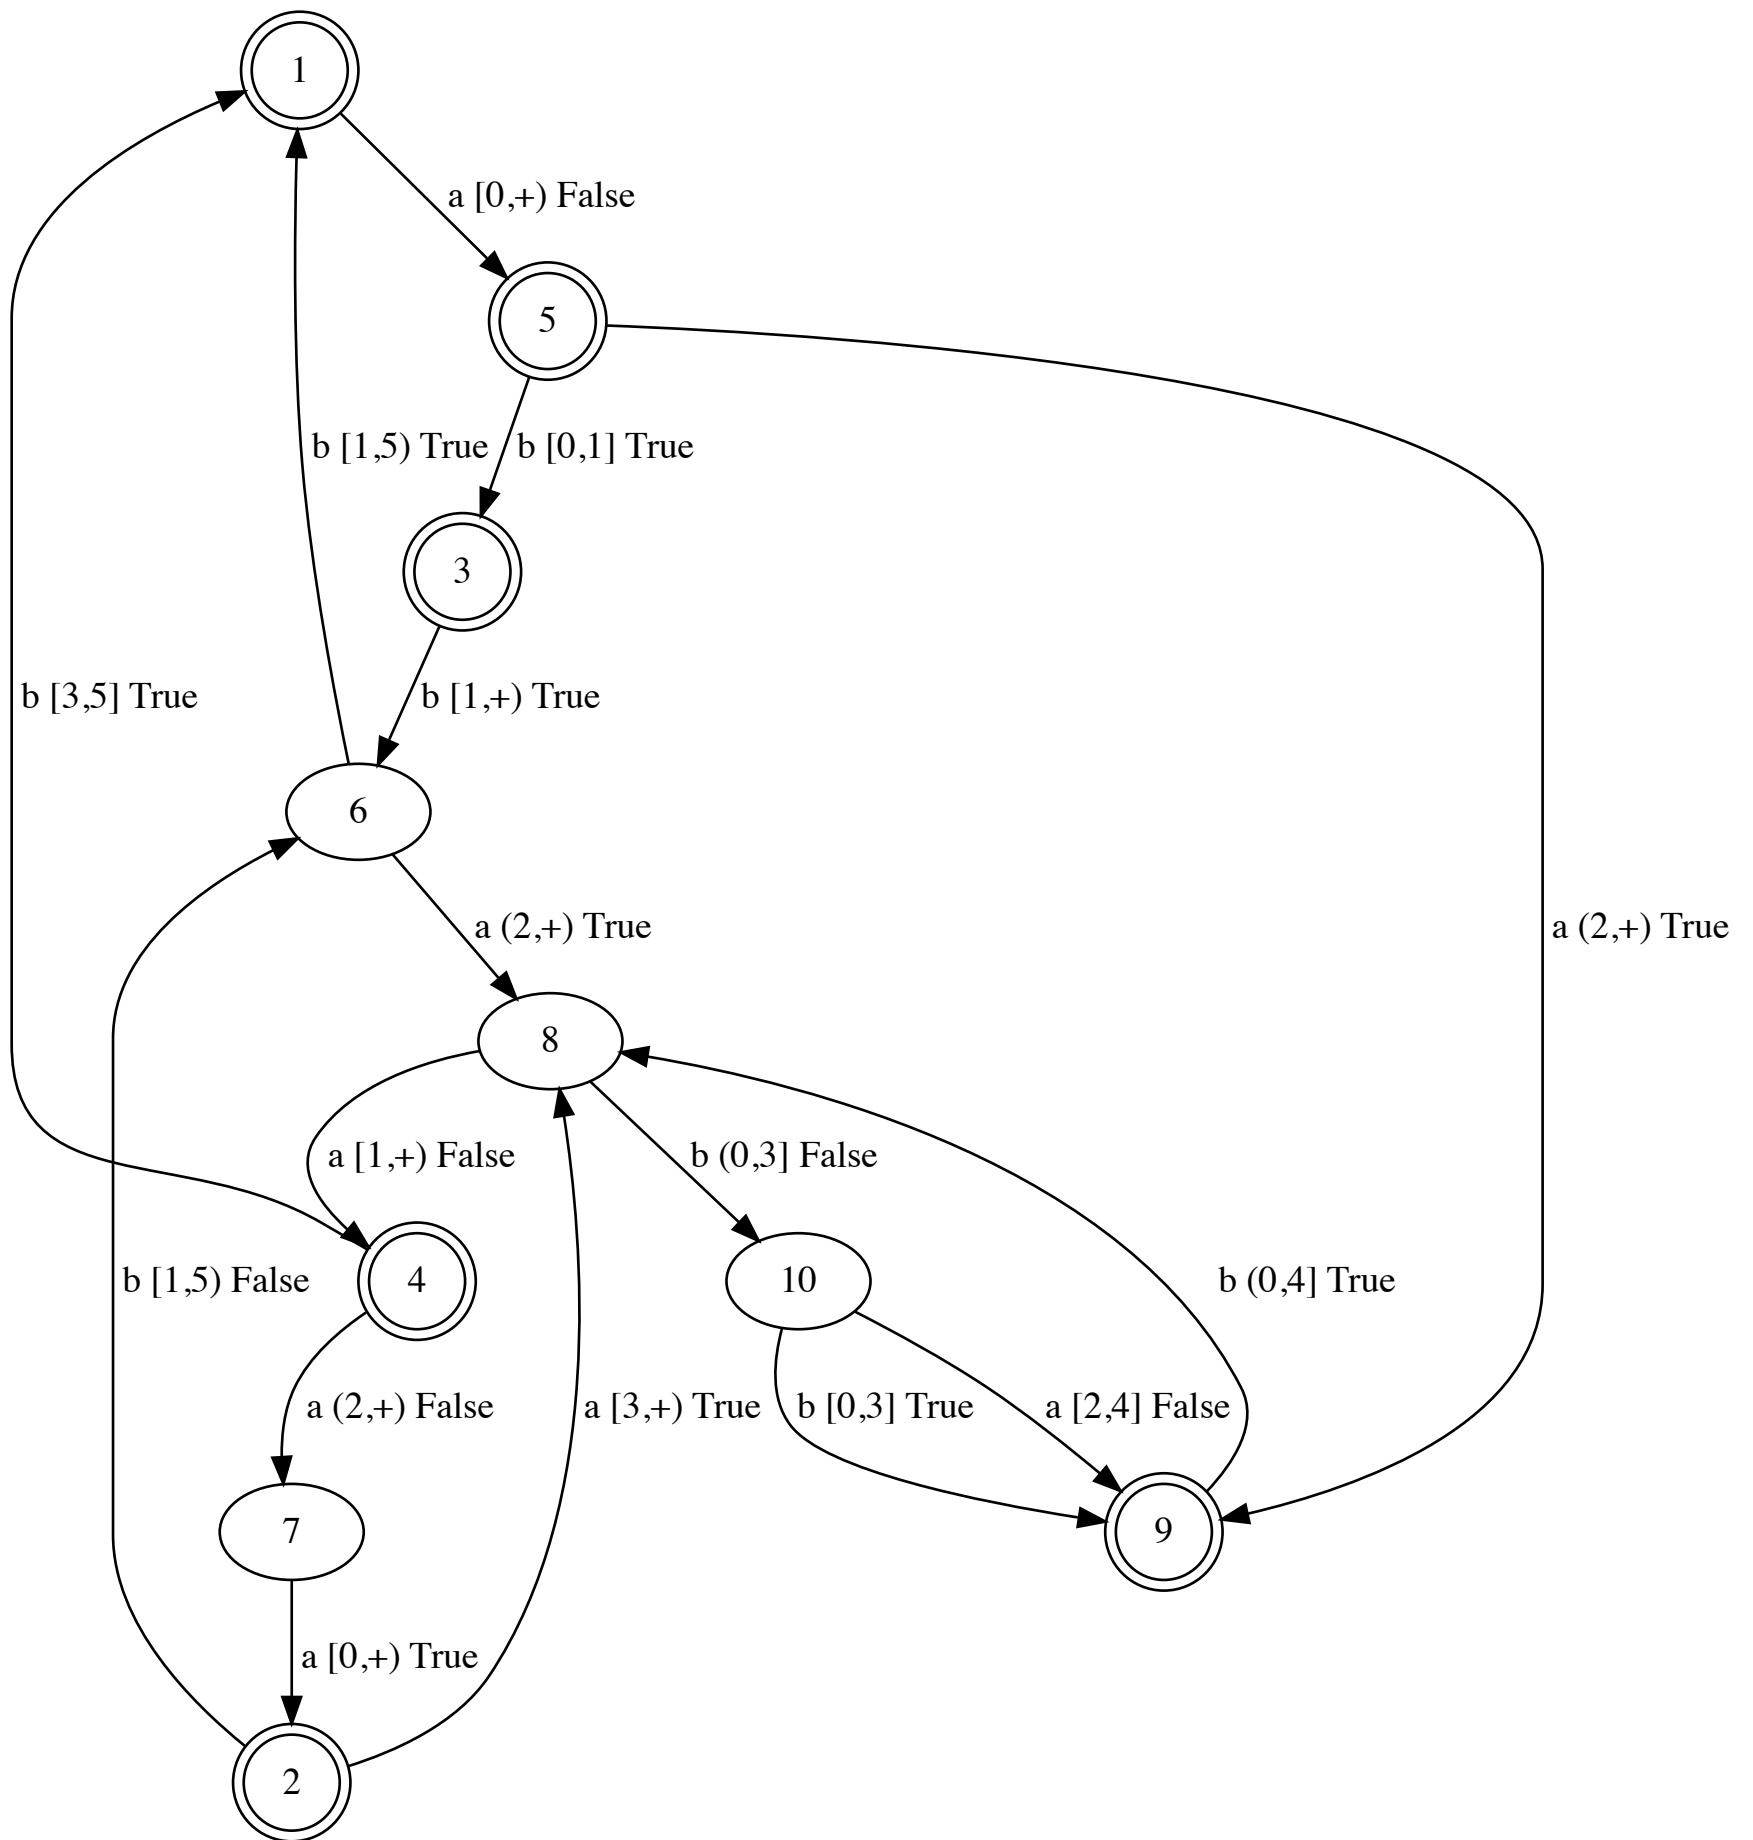 1
a [0,+) False
5
b [1,5) True
b [0,1] True
3
b [3,5] True
b [1,+) True
6
a (2,+) True
a (2,+) True
8
a [1,+) False
b (0,3] False
b [1,5) False
4
10
b (0,4] True
a (2,+) False
a [3,+) True
b [0,3] True
a [2,4] False
7
9
a [0,+) True
2